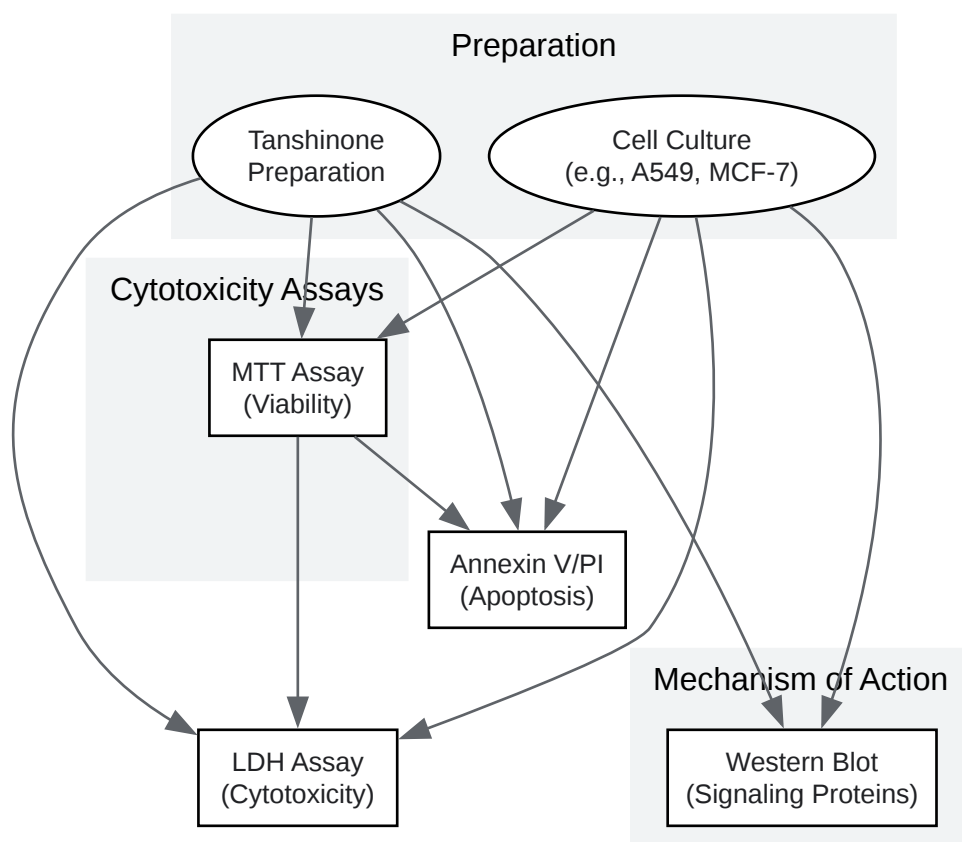 Preparation
Tanshinone
Preparation
Cell Culture
(e.g., A549, MCF-7)
Cytotoxicity Assays
MTT Assay
(Viability)
Annexin V/PI
(Apoptosis)
Mechanism of Action
LDH Assay
(Cytotoxicity)
Western Blot
(Signaling Proteins)